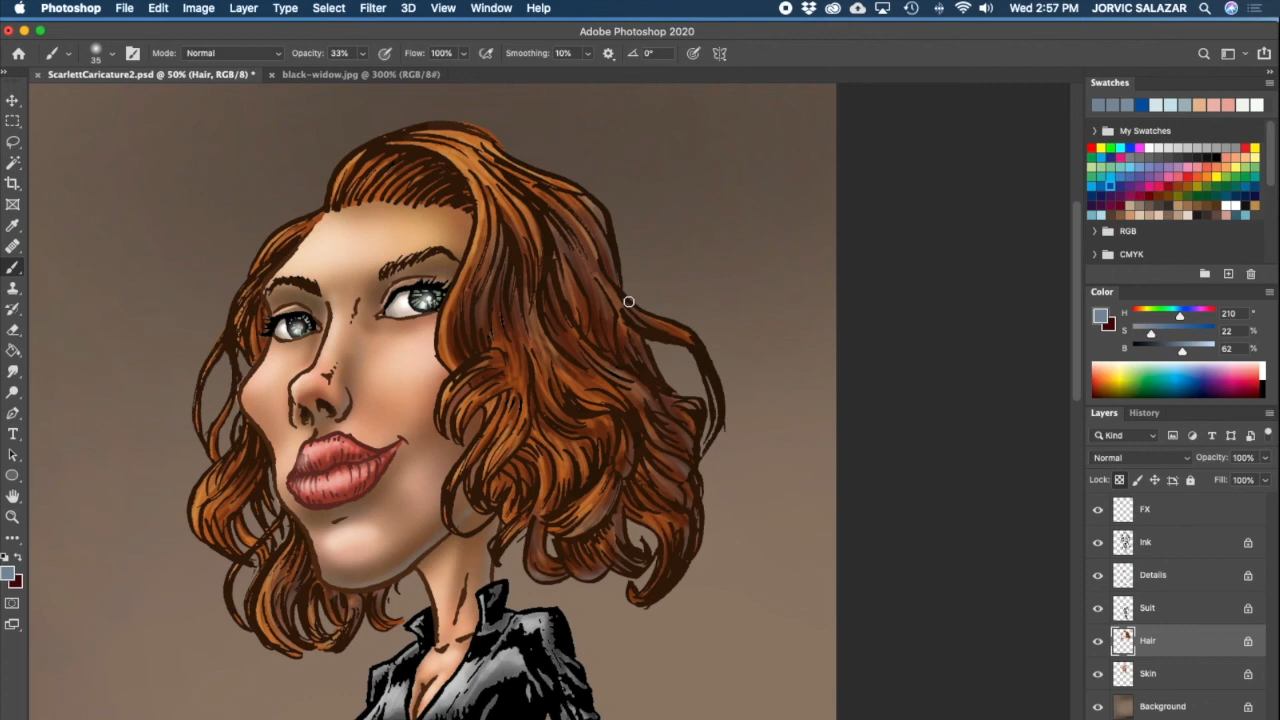 Photoshop File Edit Image Layer Type Select Filter 3D View Window Help Wed 2:57 PM JORVIC SALAZAR
Adobe Photoshop 2020
35 Mode: Normal Opacity: 33% Flow: 100% Smoothing: 10% 0°
ScarlettCaricature2.psd @ 50% (Hair, RGB/8) * black-widow.jpg @ 300% (RGB/8#)
Swatches
My Swatches
RGB
CMYK
Color
H 210 °
S 22 %
B 62 %
Layers History
Kind
Normal Opacity: 100%
Lock: Fill: 100%
FX
Ink
Details
Suit
Hair
Skin
Background